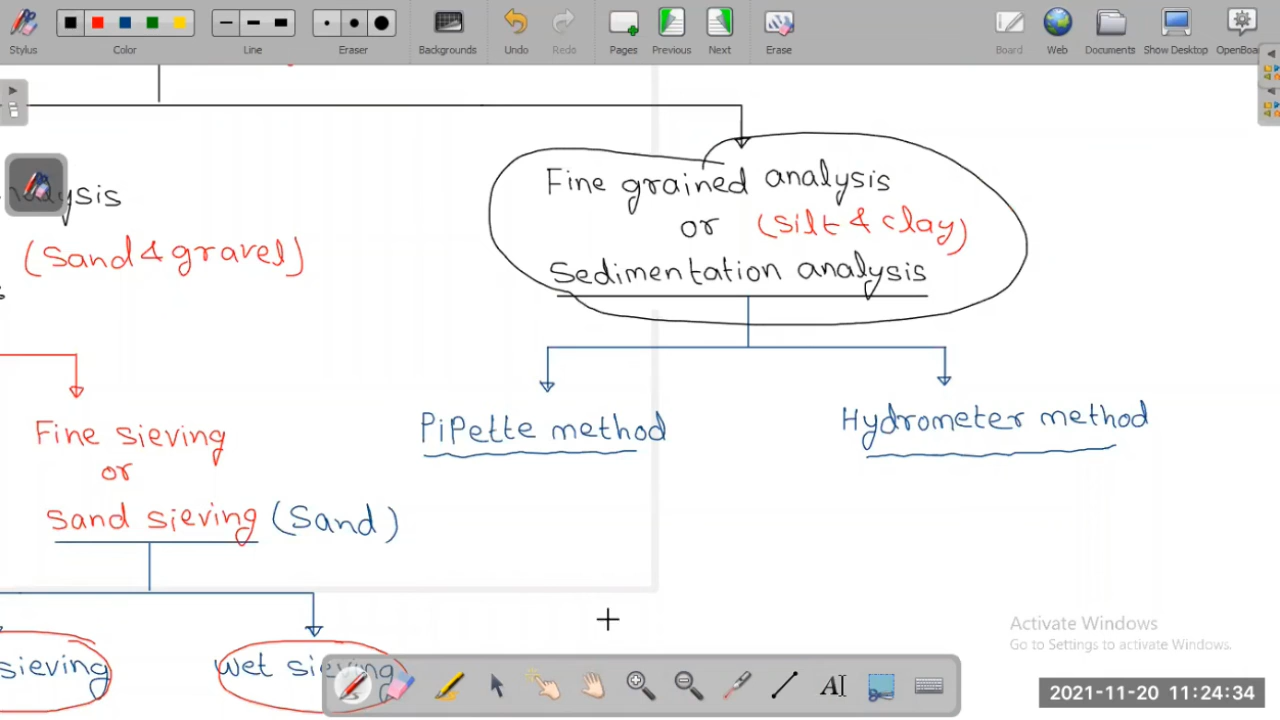 Stylus
Color
Line
Eraser
Backgrounds
Undo
Redo
Pages
Previous
Next
Erase
Board
Web
Documents
Show Desktop
Fine grained analysis
or (Silt & clay)
Sedimentation analysis
(Sand & gravel)
Pipette method
Hydrometer method
Fine sieving
or
Sand sieving (Sand)
sieving
wet sieving
Activate Windows
Go to Settings to activate Windows.
2021-11-20 11:24:34